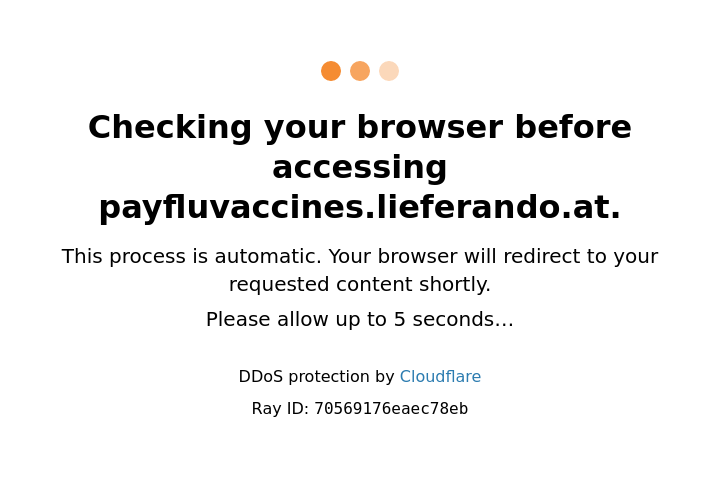 Checking your browser before
accessing
payfluvaccines.lieferando.at.
This process is automatic. Your browser will redirect to your
requested content shortly.
Please allow up to 5 seconds…
DDoS protection by Cloudflare
Ray ID: 70569176eaec78eb